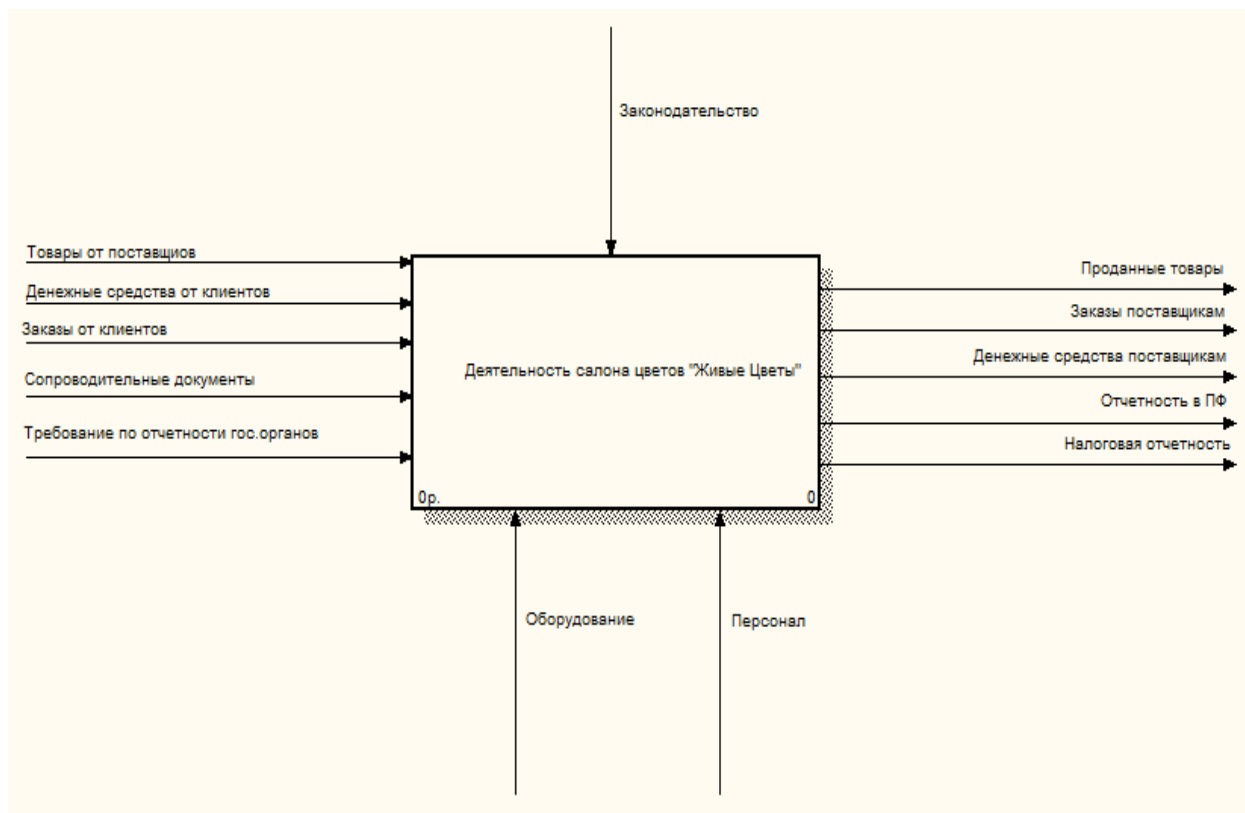 Законодательство
Товары от поставщиов
Денежные средства от клиентов
Заказы от клиентов
Сопроводительные документы
Требование по отчетности гос.органов
Деятельность салона цветов "Живые Цветы"
0р.
0
Проданные товары
Заказы поставщикам
Денежные средства поставщикам
Отчетность в ПФ
Налоговая отчетность
Оборудование
Персонал